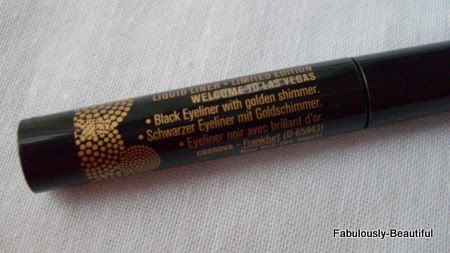 LIQUID LINER • LIMITED EDITION
WELCOME TO LAS VEGAS
• Black Eyeliner with golden shimmer.
• Schwarzer Eyeliner mit Goldschimmer.
• Eyeliner noir avec brillant d'or.
cosnova - Frankfurt (D-65843)
Fabulously-Beautiful